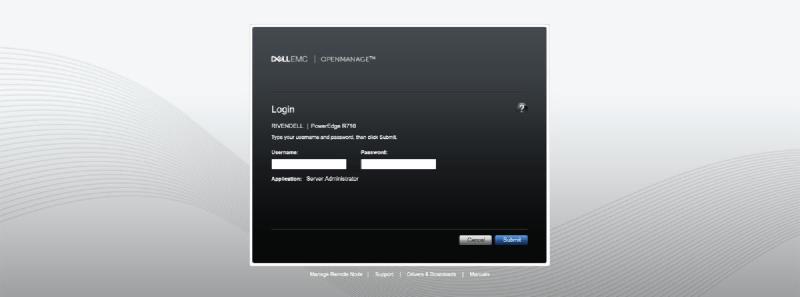 DELLEMC | OPENMANAGE™
Login
RIVENDELL | PowerEdge R710
Type your username and password, then click Submit.
Username: Password:
Application: Server Administrator
Cancel Submit
Manage Remote Node | Support | Drivers & Downloads | Manuals